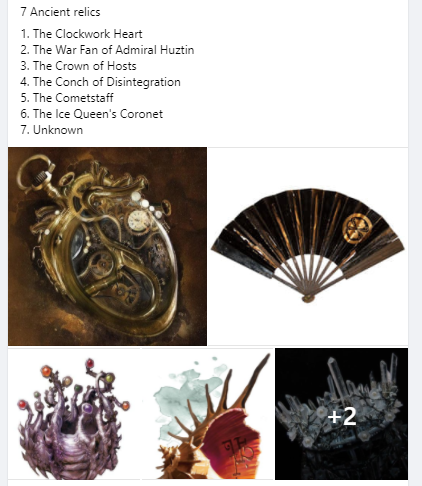 7 Ancient relics
1. The Clockwork Heart
2. The War Fan of Admiral Huztin
3. The Crown of Hosts
4. The Conch of Disintegration
5. The Cometstaff
6. The Ice Queen's Coronet
7. Unknown
+2